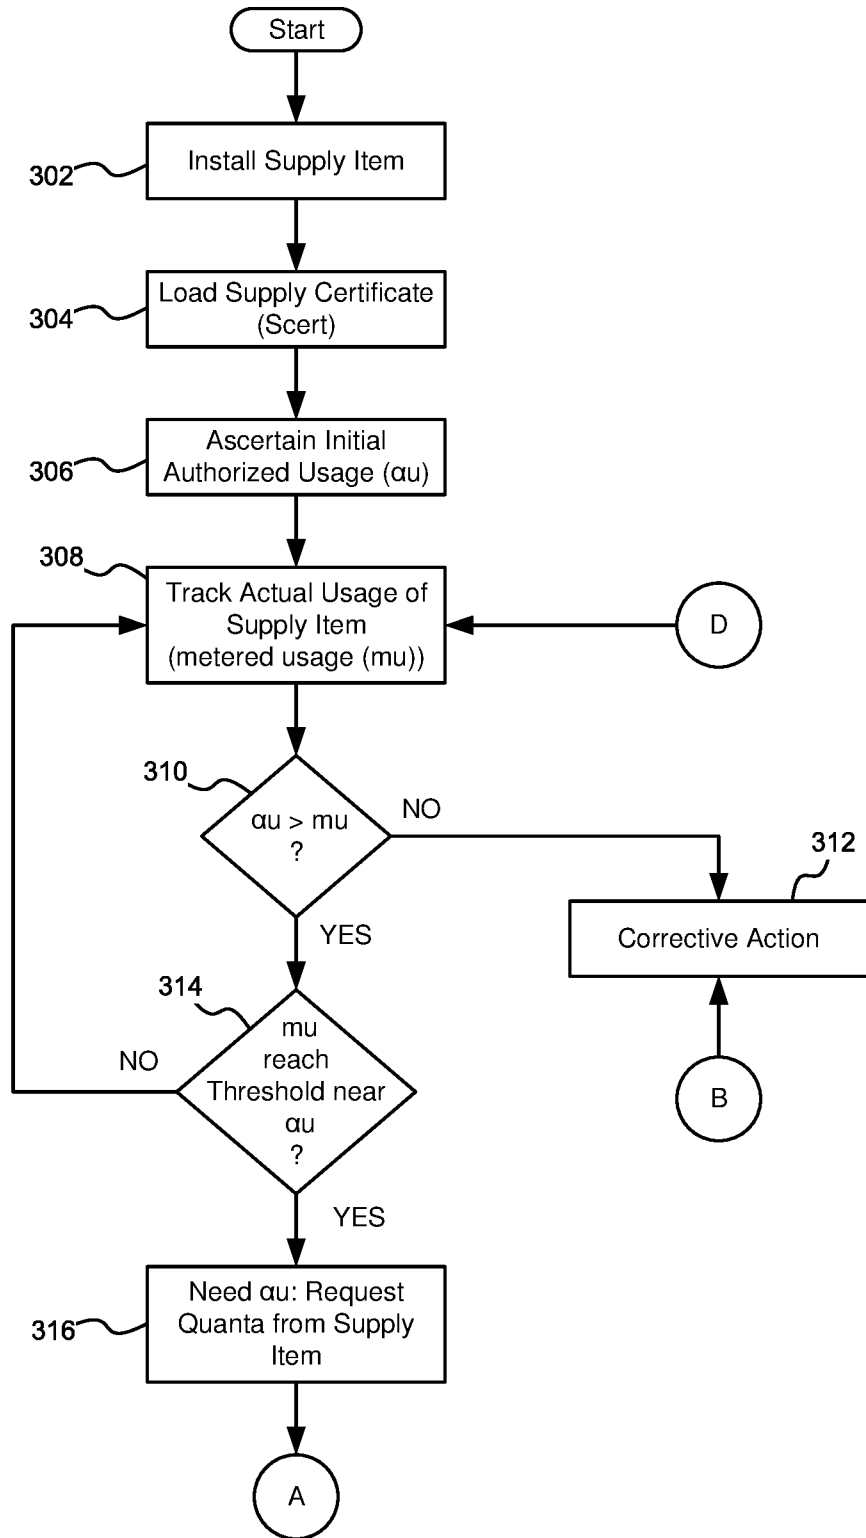 Start
302
Install Supply Item
304
Load Supply Certificate
(Scert)
306
Ascertain Initial
Authorized Usage (αu)
308
Track Actual Usage of
Supply Item
(metered usage (mu))
D
310
αu > mu
?
NO
312
Corrective Action
YES
314
mu
reach
Threshold near
αu
?
NO
B
YES
316
Need αu: Request
Quanta from Supply
Item
A